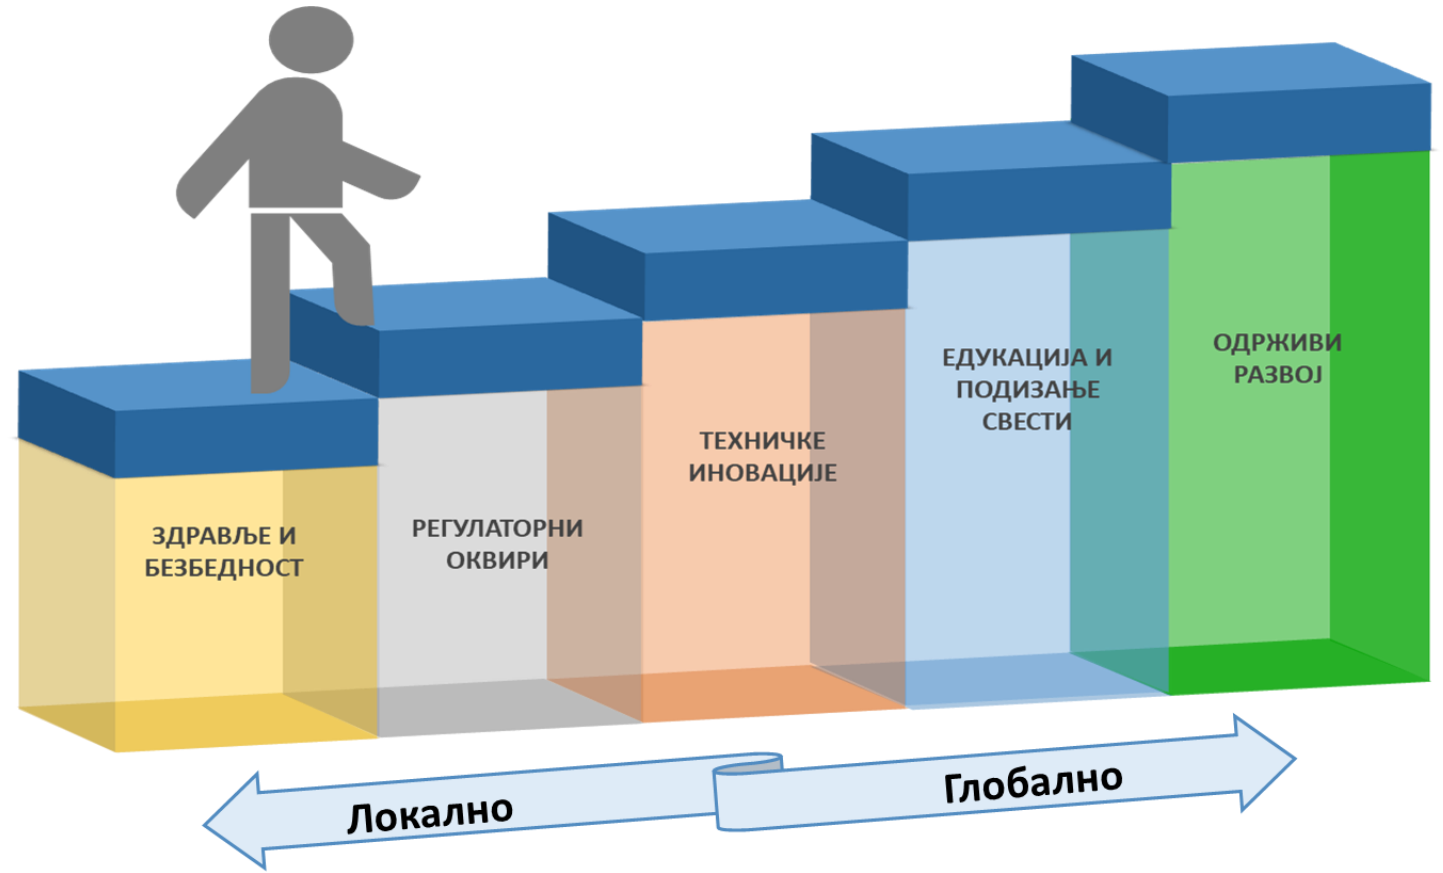 ЗДРАВЉЕ И
БЕЗБЕДНОСТ
РЕГУЛАТОРНИ
ОКВИРИ
ТЕХНИЧКЕ
ИНОВАЦИЈЕ
ЕДУКАЦИЈА И
ПОДИЗАЊЕ
СВЕСТИ
ОДРЖИВИ
РАЗВОЈ
Локално
Глобално